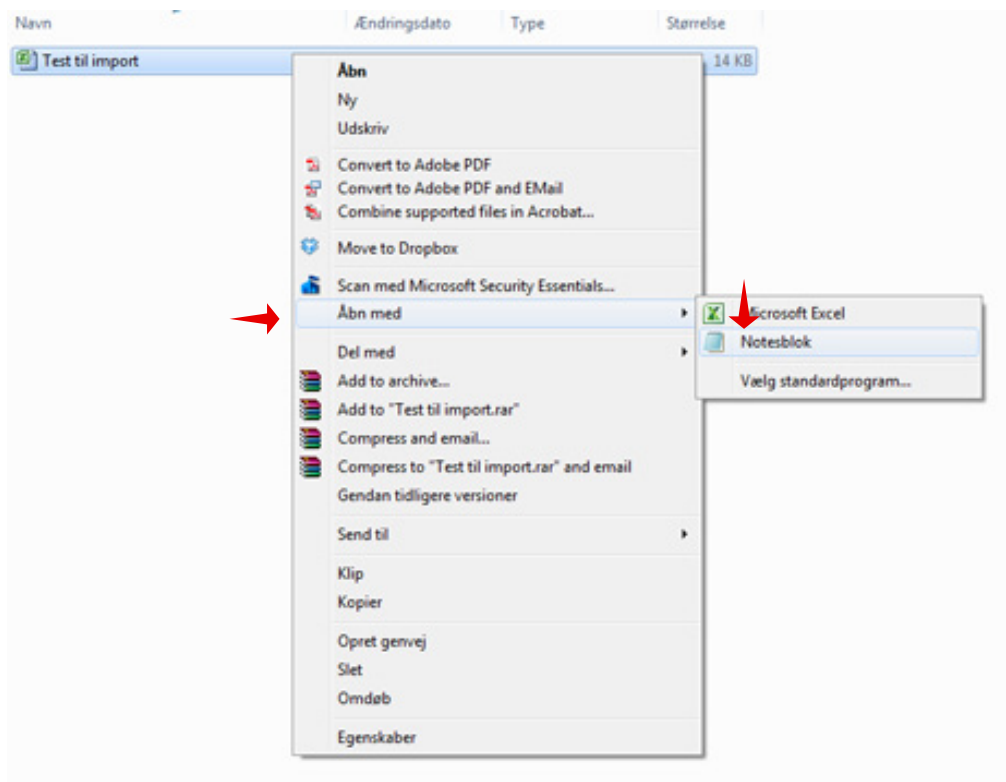 Navn Ændringsdato Type Størrelse
Test til import 14 KB
Åbn
Ny
Udskriv
Convert to Adobe PDF
Convert to Adobe PDF and EMail
Combine supported files in Acrobat...
Move to Dropbox
Scan med Microsoft Security Essentials...
Åbn med
Microsoft Excel
Notesblok
Vælg standardprogram...
Del med
Add to archive...
Add to "Test til import.rar"
Compress and email...
Compress to "Test til import.rar" and email
Gendan tidligere versioner
Send til
Klip
Kopier
Opret genvej
Slet
Omdøb
Egenskaber